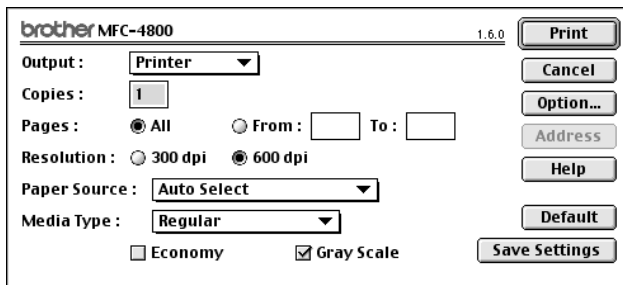 brother MFC-4800 1.6.0 Print
Output : Printer Cancel
Copies : 1 Option...
Pages : All From : To : Address
Resolution : 300 dpi 600 dpi Help
Paper Source : Auto Select
Media Type : Regular Default
Economy Gray Scale Save Settings